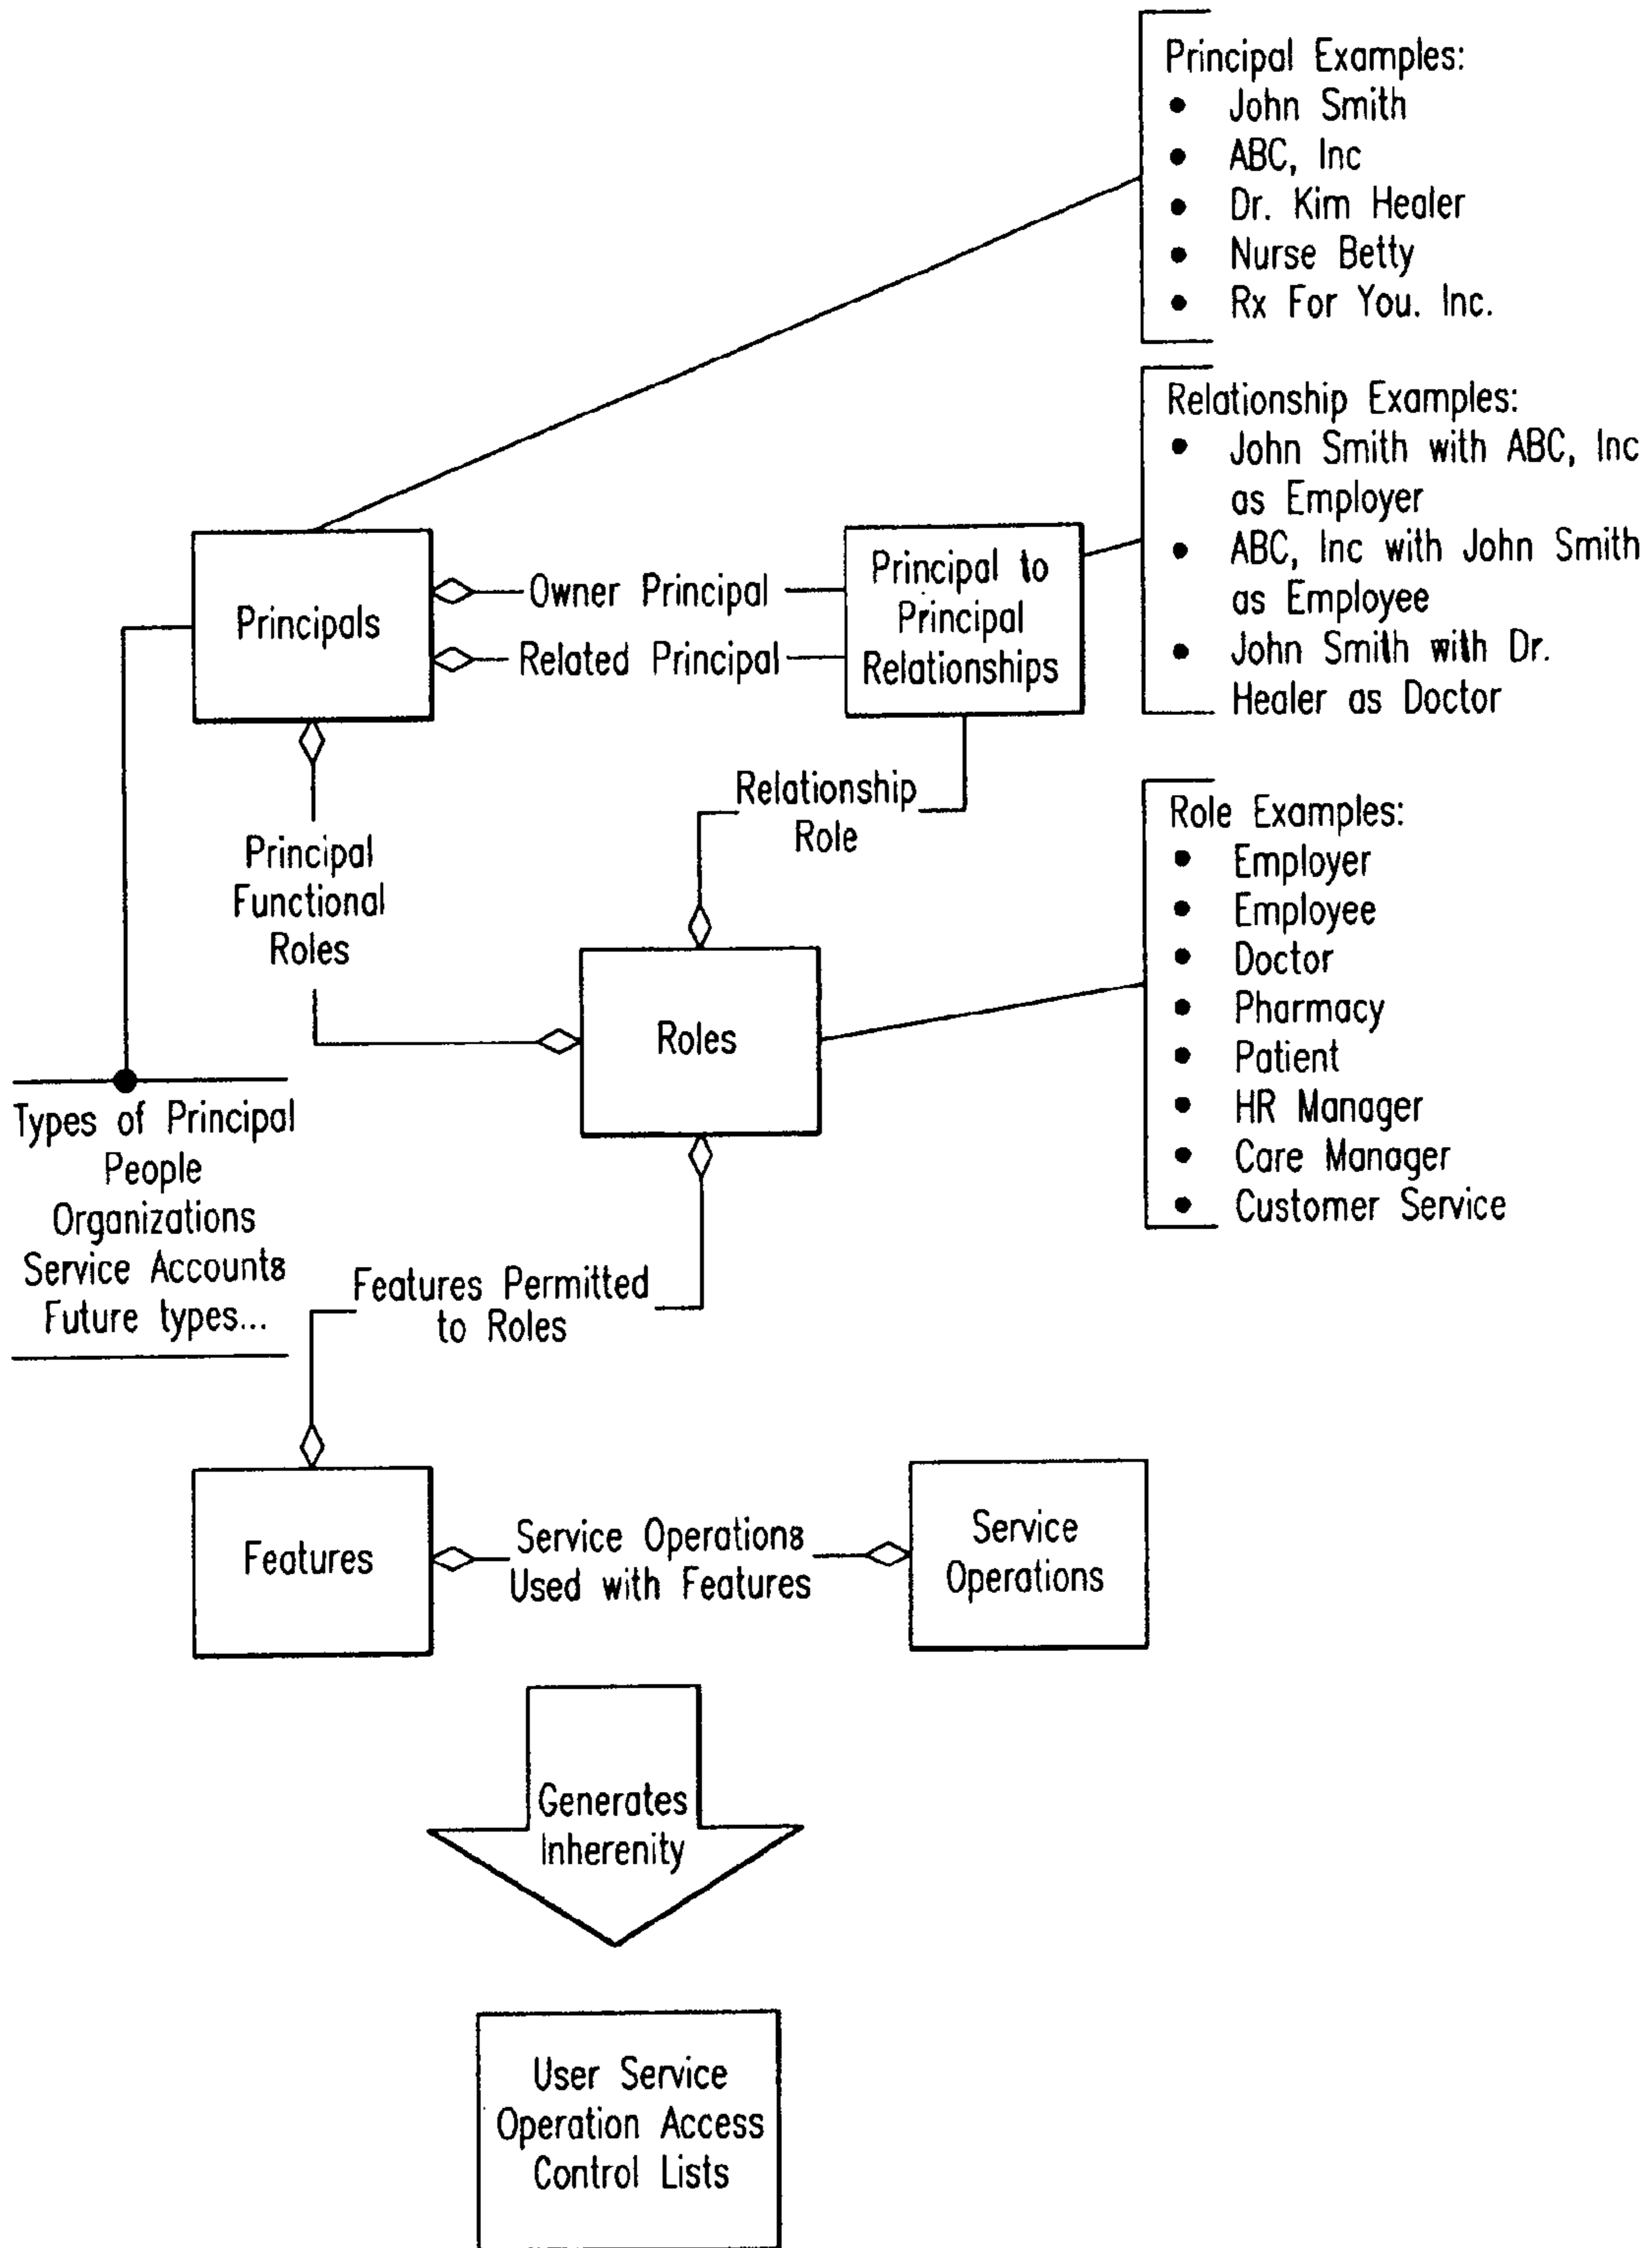 Principal Examples:
• John Smith
• ABC, Inc
• Dr. Kim Healer
• Nurse Betty
• Rx For You. Inc.
Relationship Examples:
• John Smith with ABC, Inc
as Employer
• ABC, Inc with John Smith
as Employee
• John Smith with Dr.
Healer as Doctor
Principals
Owner Principal
Related Principal
Principal to
Principal
Relationships
Relationship
Role
Principal
Functional
Roles
Roles
Role Examples:
• Employer
• Employee
• Doctor
• Pharmacy
• Patient
• HR Manager
• Care Manager
• Customer Service
Types of Principal
People
Organizations
Service Accounts
Future types...
Features Permitted
to Roles
Features
Service Operations
Used with Features
Service
Operations
Generates
Inherenity
User Service
Operation Access
Control Lists